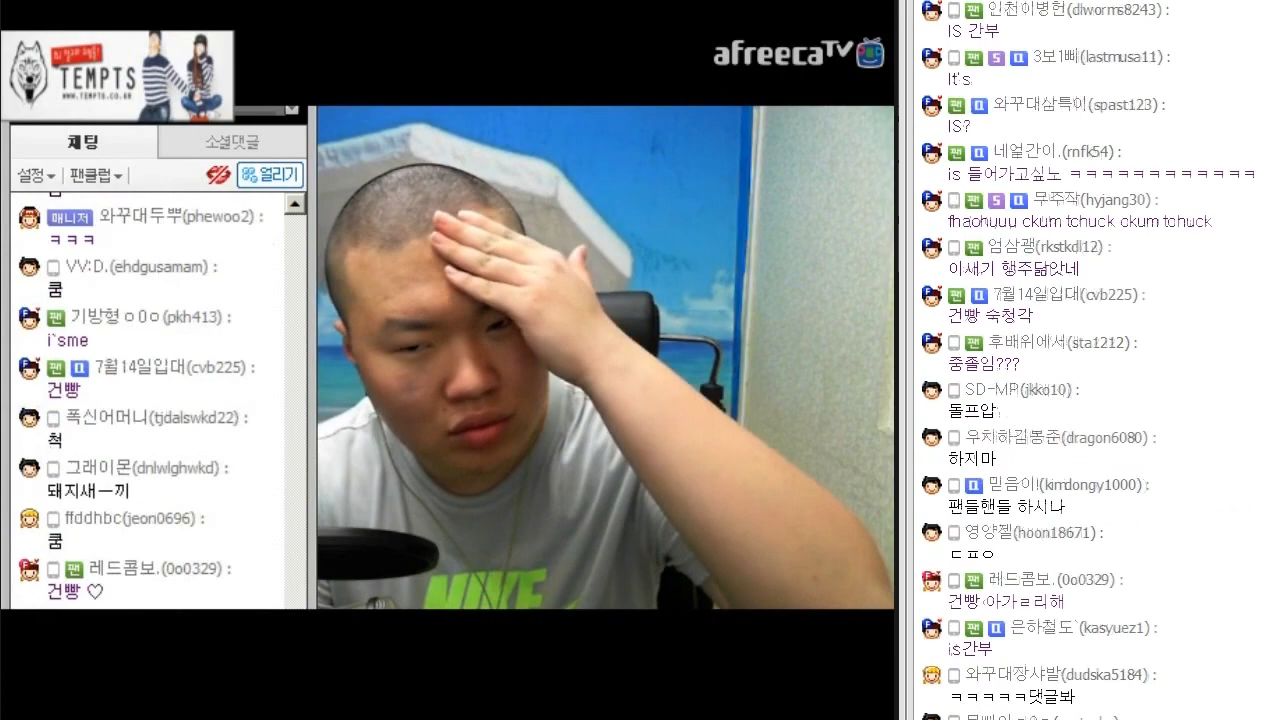 TEMPTS
WWW.TEMPTS.CO.KR
afreecaTV
채팅
소셜댓글
설정
팬클럽
얼리기
매니저 와꾸대두뿌(phewoo2) :
ㅋㅋㅋ
VV:D.(ehdgusamam) :
쿰
팬 기방형ㅇ0ㅇ(pkh413) :
i`sme
팬 7월14일입대(cvb225) :
건빵
폭신어머니(tjdalswkd22) :
척
그래이몬(dnlwlghwkd) :
돼지새ㅡ끼
ffddhbc(jeon0696) :
쿰
팬 레드콤보.(0o0329) :
건빵 ♡
NIKE
팬 인천이병헌(dlworms8243) :
IS 간부
팬 S 3보1빠(lastmusa11) :
It's
팬 와꾸대삼특이(spast123) :
IS?
팬 네얼간이.(rnfk54) :
is 들어가고싶노 ㅋㅋㅋㅋㅋㅋㅋㅋㅋㅋㅋㅋ
팬 S 무주작(hyjang30) :
fhaohuuu ckum tchuck ckum tchuck
팬 엄삼팽(rkstkdl12) :
이새기 행주닮았네
팬 7월14일입대(cvb225) :
건빵 속청각
팬 후배위에서(sta1212) :
중졸임???
SD-MP(jkko10) :
돌프압
우치하김봉준(dragon6080) :
하지마
믿음이!(kimdongy1000) :
팬들핸들 하시나
영양젤(hoon18671) :
ㄷㅍㅇ
팬 레드콤보.(0o0329) :
건빵 아가ㄹ리해
팬 은하철도`(kasyuez1) :
is간부
와꾸대장샤발(dudska5184) :
ㅋㅋㅋㅋㅋ댓글봐